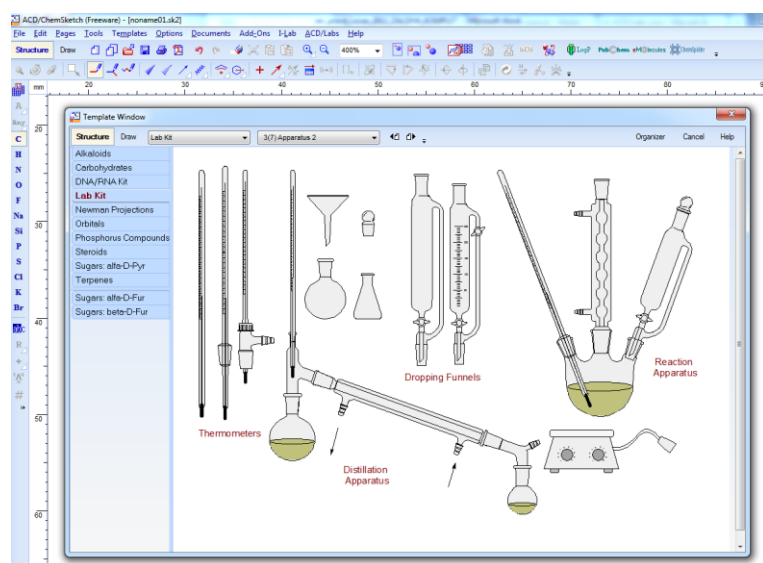 ACD/ChemSketch (Freeware) - [noname01.sk2]
File Edit Pages Tools Templates Options Documents Add-Ons I-Lab ACD/Labs Help
Structure Draw 400% LogP PubChem eMolecules ChemSpider
mm 20 30 40 50 60 70 80
Template Window
Structure Draw Lab Kit 3(7) Apparatus 2 Organizer Cancel Help
Alkaloids
Carbohydrates
DNA/RNA Kit
Lab Kit
Newman Projections
Orbitals
Phosphorus Compounds
Steroids
Sugars: alfa-D-Pyr
Terpenes
Sugars: alfa-D-Fur
Sugars: beta-D-Fur
C
H
N
O
F
Na
Si
P
S
Cl
K
Br
R
A
#
20
30
40
50
60
Thermometers
Distillation
Apparatus
Dropping Funnels
Reaction
Apparatus